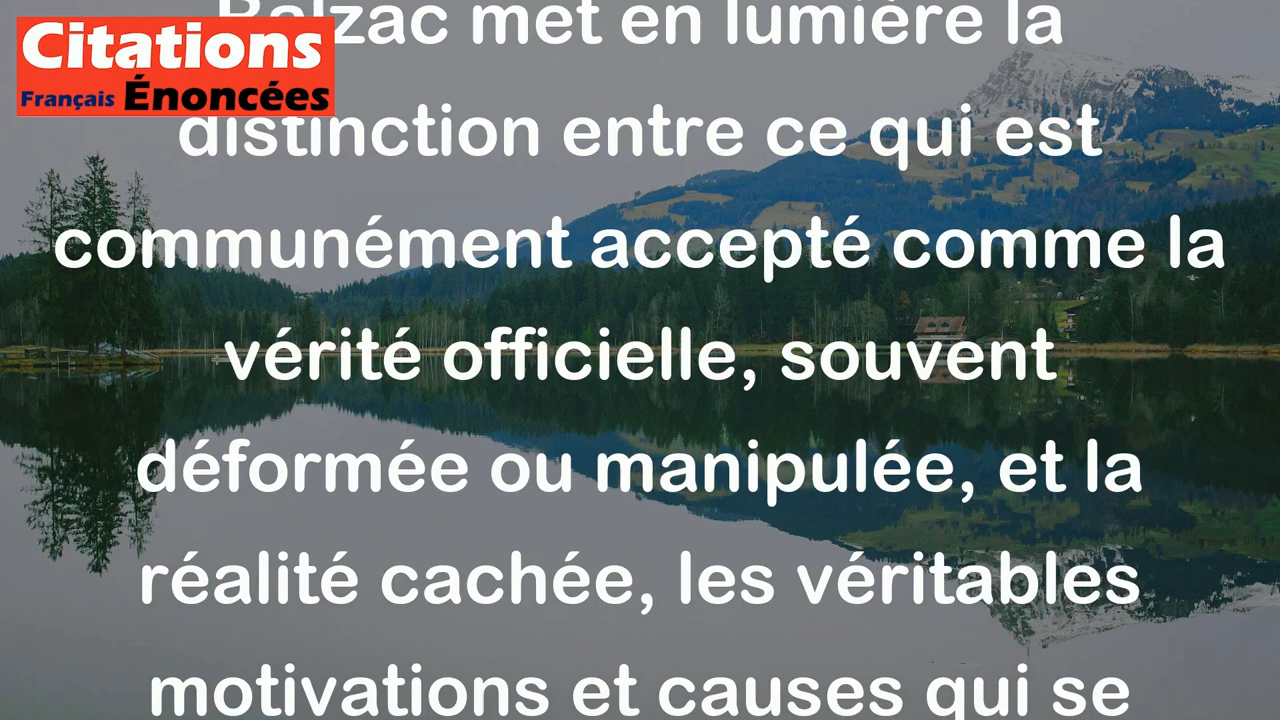 Citations
Français Énoncées
Balzac met en lumière la
distinction entre ce qui est
communément accepté comme la
vérité officielle, souvent
déformée ou manipulée, et la
réalité cachée, les véritables
motivations et causes qui se